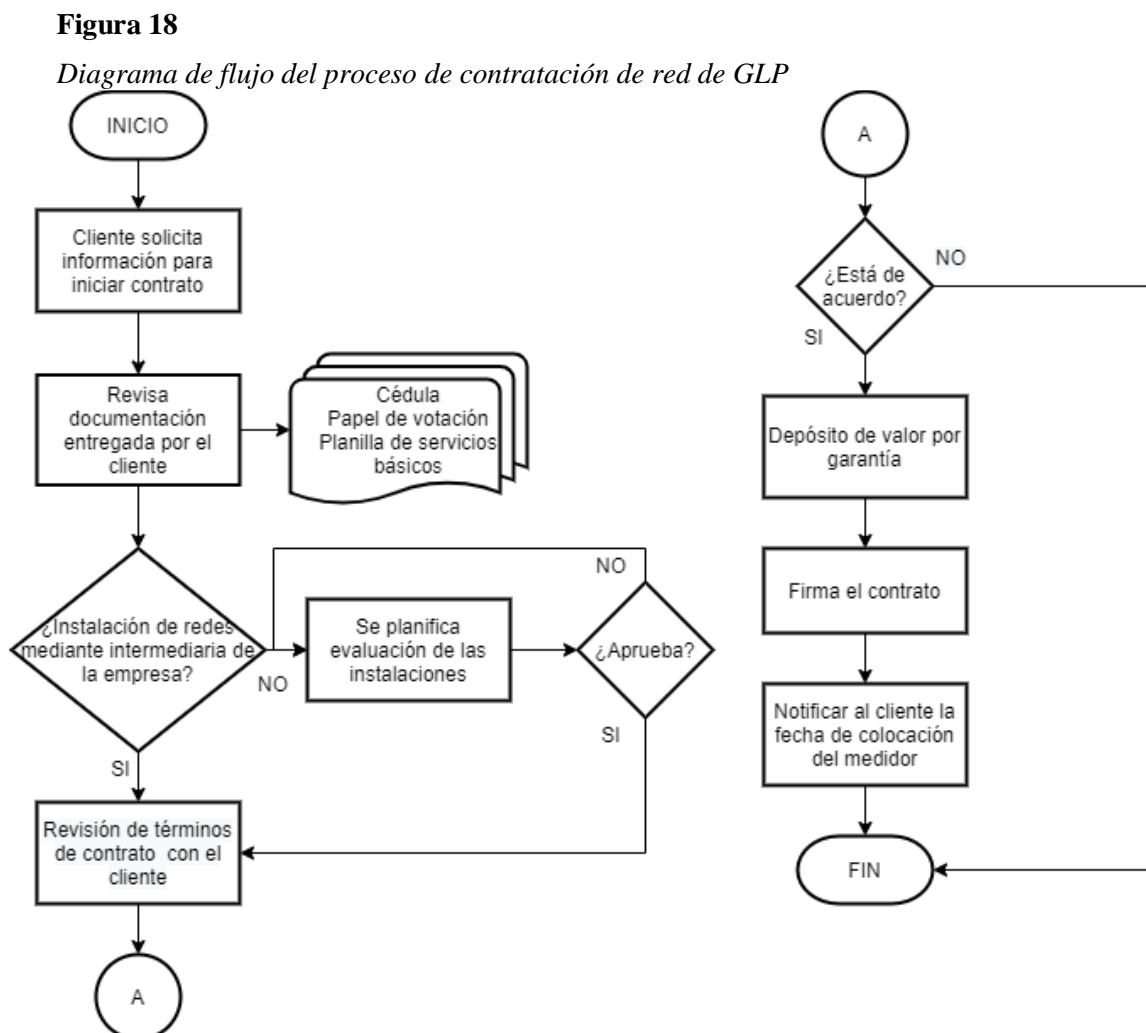 Figura 18
Diagrama de flujo del proceso de contratación de red de GLP
INICIO
Cliente solicita
información para
iniciar contrato
Revisa
documentación
entregada por el
cliente
Cédula
Papel de votación
Planilla de servicios
básicos
¿Instalación de redes
mediante intermediaria de
la empresa?
NO
Se planifica
evaluación de las
instalaciones
¿Aprueba?
NO
SI
SI
Revisión de términos
de contrato con el
cliente
A
A
¿Está de
acuerdo?
NO
SI
Depósito de valor por
garantía
Firma el contrato
Notificar al cliente la
fecha de colocación
del medidor
FIN